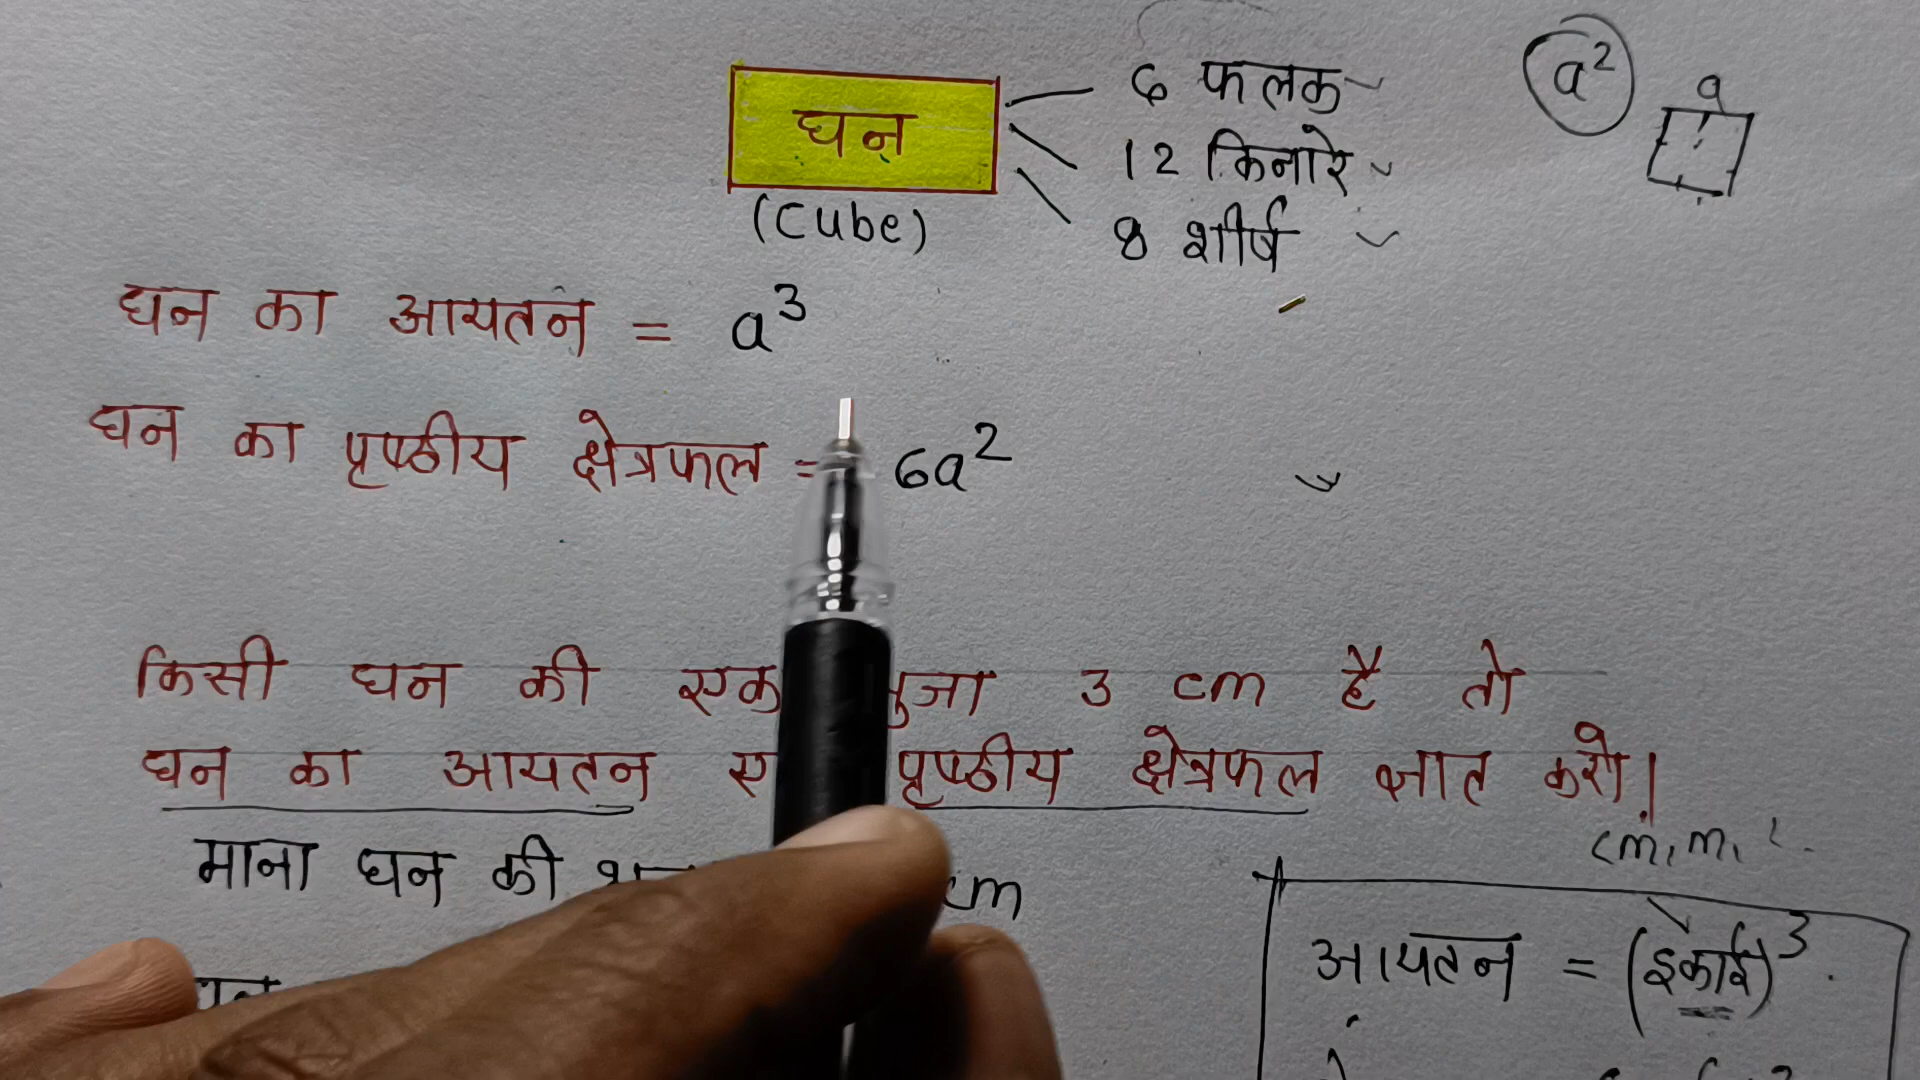 घन
(Cube)
6 फलक
12 किनारे
8 शीर्ष
a²
a
घन का आयतन = a³
घन का पृष्ठीय क्षेत्रफल = 6a²
किसी घन की एक भुजा 3 cm है तो
घन का आयतन पृष्ठीय क्षेत्रफल ज्ञात करो।
माना घन की cm
cm, m,
आयतन = (इकाई)³